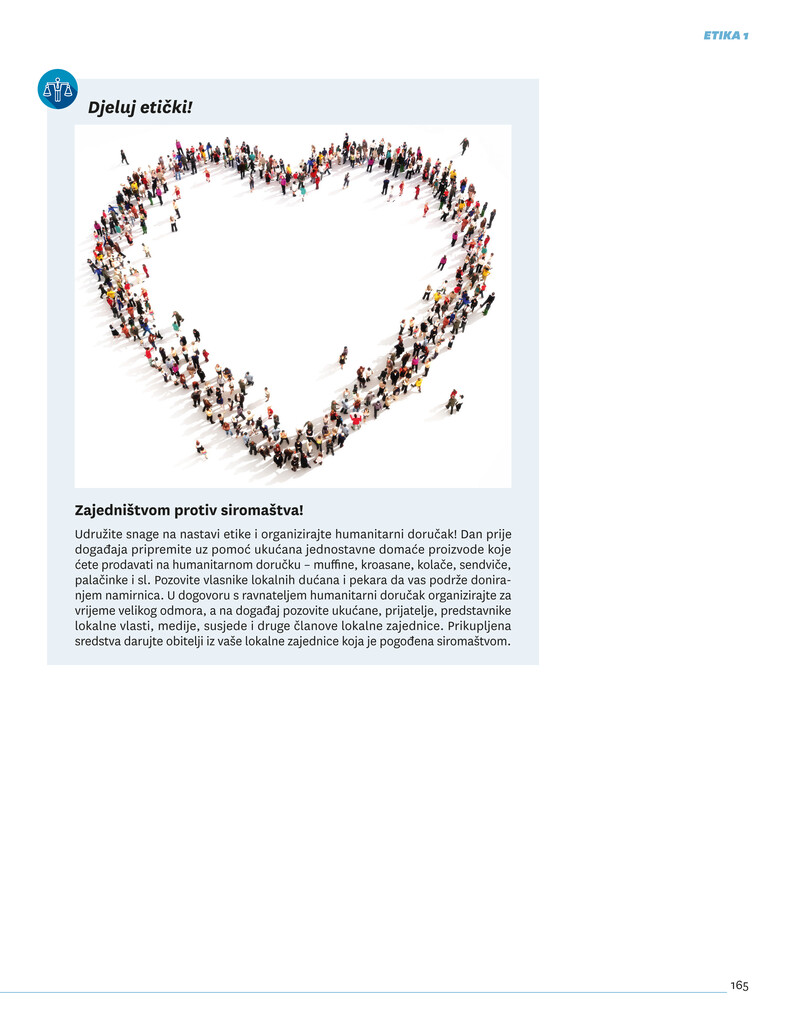 ETIKA 1
Djeluj etički!
Zajedništvom protiv siromaštva!
Udružite snage na nastavi etike i organizirajte humanitarni doručak! Dan prije
događaja pripremite uz pomoć ukućana jednostavne domaće proizvode koje
ćete prodavati na humanitarnom doručku – muffine, kroasane, kolače, sendviče,
palačinke i sl. Pozovite vlasnike lokalnih dućana i pekara da vas podrže donira-
njem namirnica. U dogovoru s ravnateljem humanitarni doručak organizirajte za
vrijeme velikog odmora, a na događaj pozovite ukućane, prijatelje, predstavnike
lokalne vlasti, medije, susjede i druge članove lokalne zajednice. Prikupljena
sredstva darujte obitelji iz vaše lokalne zajednice koja je pogođena siromaštvom.
165